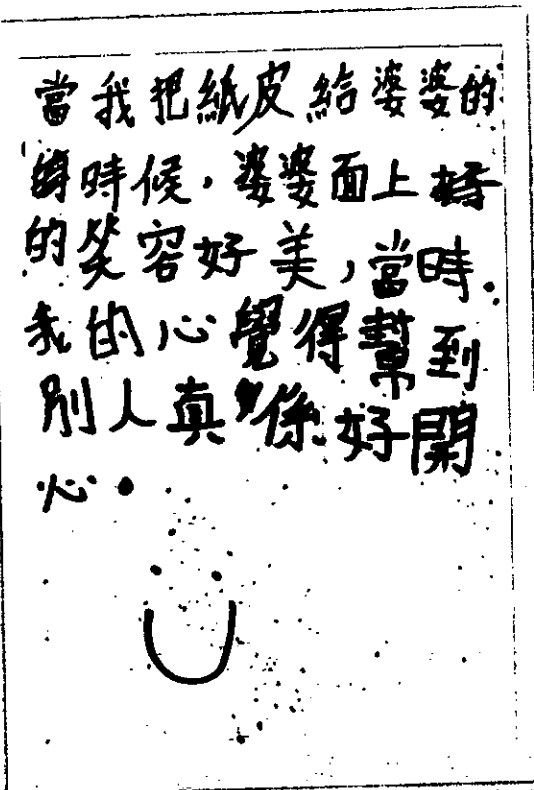 當我把紙皮給婆婆的
時候，婆婆面上
的笑容好美，當時
我的心覺得幫到
別人真係好開
心。